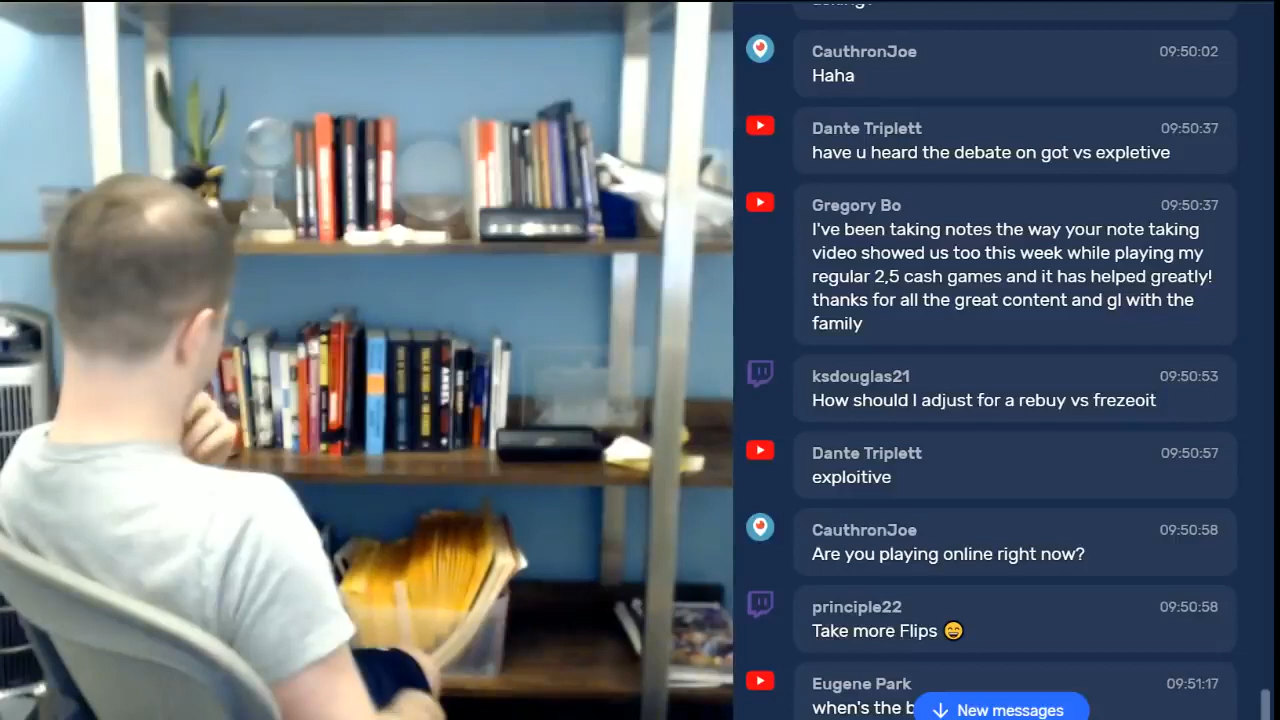 CauthronJoe 09:50:02
Haha
Dante Triplett 09:50:37
have u heard the debate on got vs expletive
Gregory Bo 09:50:37
I've been taking notes the way your note taking
video showed us too this week while playing my
regular 2,5 cash games and it has helped greatly!
thanks for all the great content and gl with the
family
ksdouglas21 09:50:53
How should I adjust for a rebuy vs frezeoit
Dante Triplett 09:50:57
exploitive
CauthronJoe 09:50:58
Are you playing online right now?
principle22 09:50:58
Take more Flips 😄
Eugene Park 09:51:17
when's the
New messages